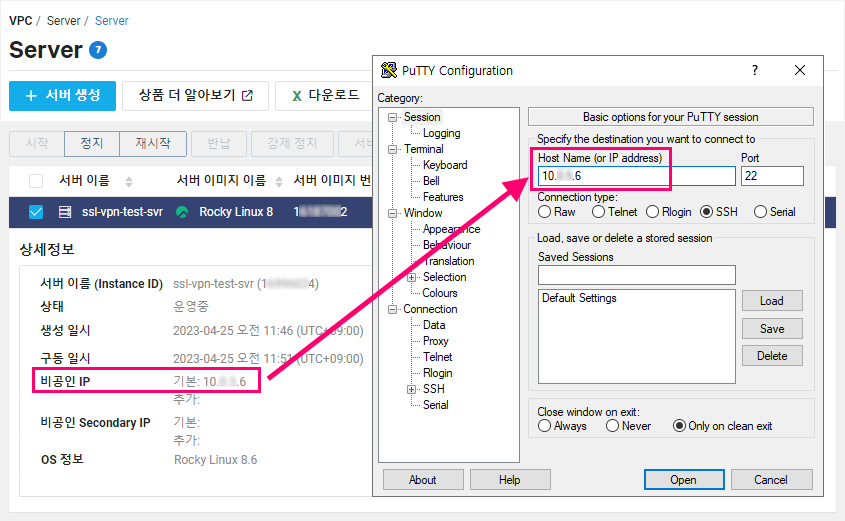 VPC / Server / Server
Server 7
+ 서버 생성
상품 더 알아보기
X 다운로드
시작
정지
재시작
반납
강제 정지
서버
서버 이름
서버 이미지 이름
서버 이미지 번
ssl-vpn-test-svr
Rocky Linux 8
상세정보
서버 이름 (Instance ID)
ssl-vpn-test-svr
상태
운영중
생성 일시
2023-04-25 오전 11:46 (UTC+09:00)
구동 일시
2023-04-25 오전 11:51 (UTC+09:00)
비공인 IP
기본: 10. .6
추가:
비공인 Secondary IP
기본:
추가:
OS 정보
Rocky Linux 8.6
PuTTY Configuration
Category:
Session
Logging
Terminal
Keyboard
Bell
Features
Window
Appearance
Behaviour
Translation
Selection
Colours
Connection
Data
Proxy
Telnet
Rlogin
SSH
Serial
Basic options for your PuTTY session
Specify the destination you want to connect to
Host Name (or IP address)
Port
10. .6
22
Connection type:
Raw
Telnet
Rlogin
SSH
Serial
Load, save or delete a stored session
Saved Sessions
Default Settings
Load
Save
Delete
Close window on exit:
Always
Never
Only on clean exit
About
Help
Open
Cancel